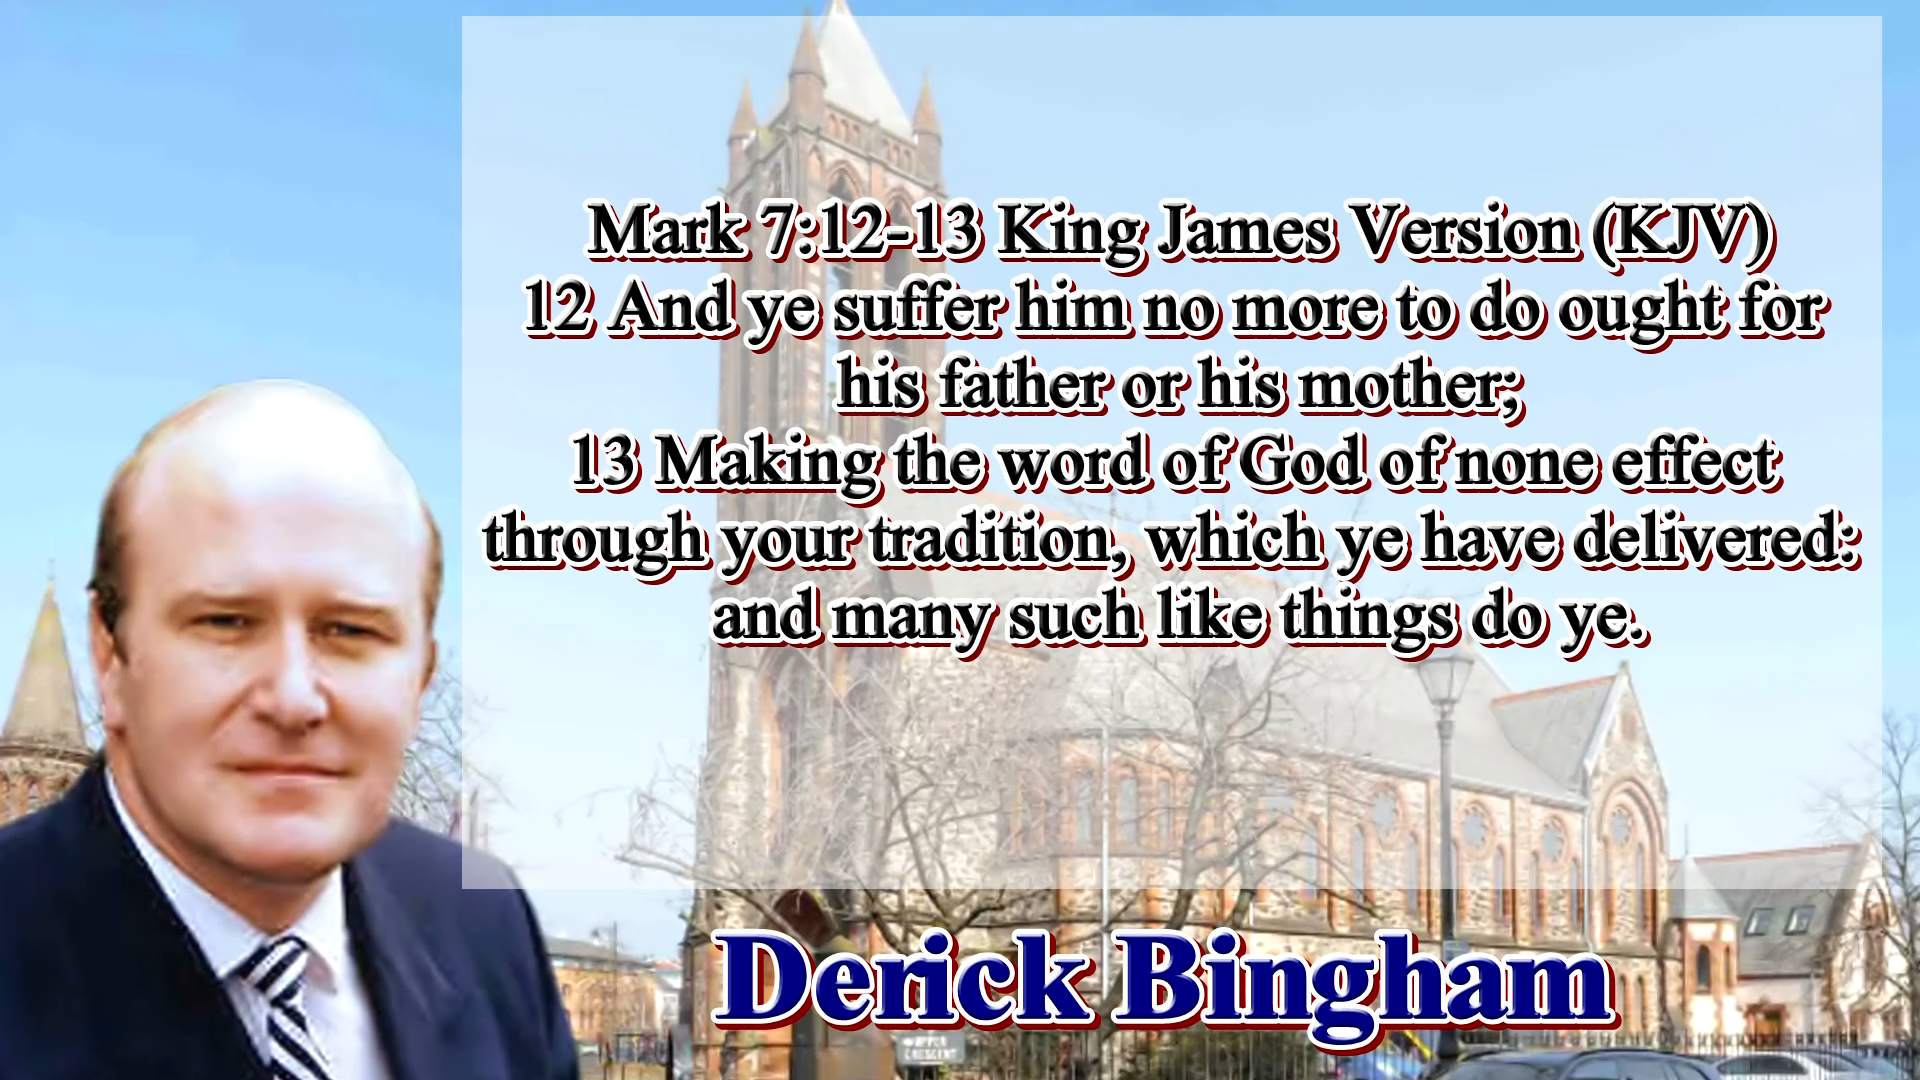 Mark 7:12-13 King James Version (KJV)
12 And ye suffer him no more to do ought for
his father or his mother;
13 Making the word of God of none effect
through your tradition, which ye have delivered:
and many such like things do ye.
Derick Bingham
UPPER
CRESCENT